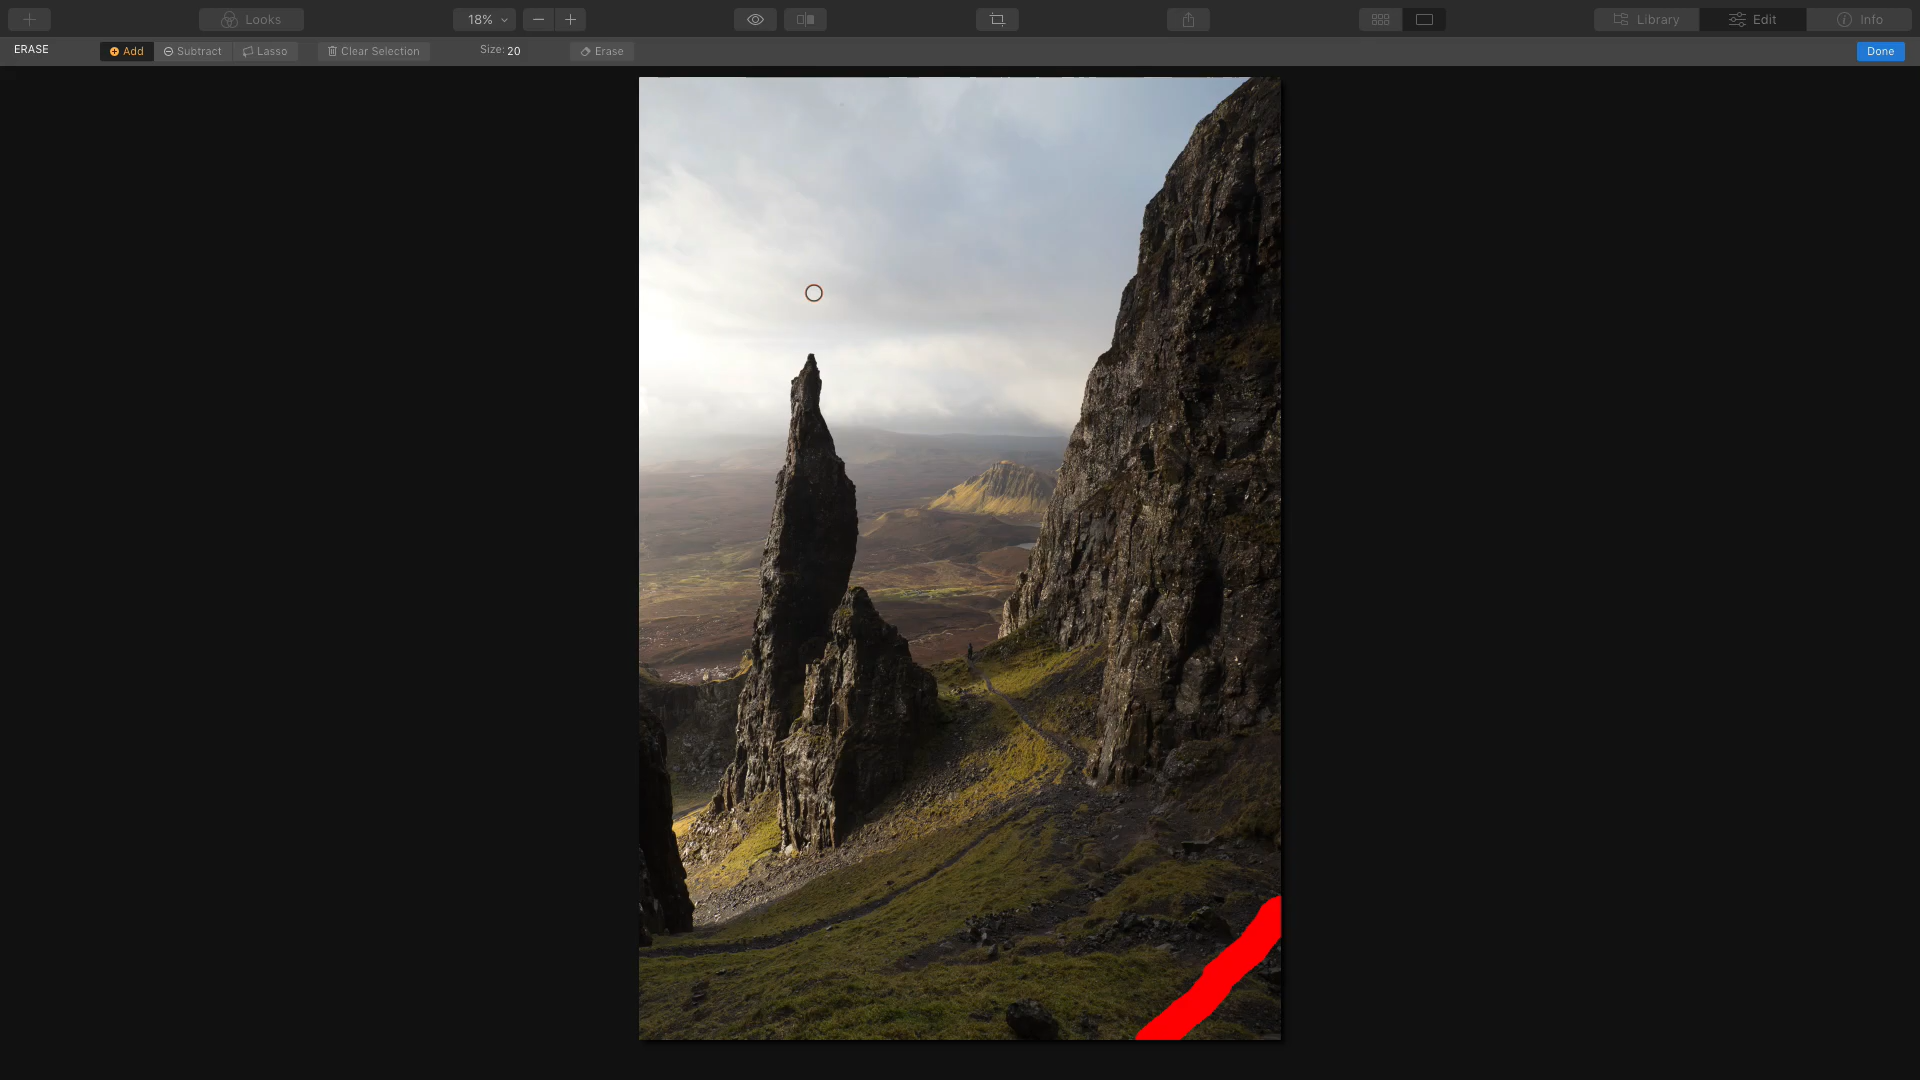 Looks
18%
Library
Edit
Info
ERASE
Add
Subtract
Lasso
Clear Selection
Size: 20
Erase
Done